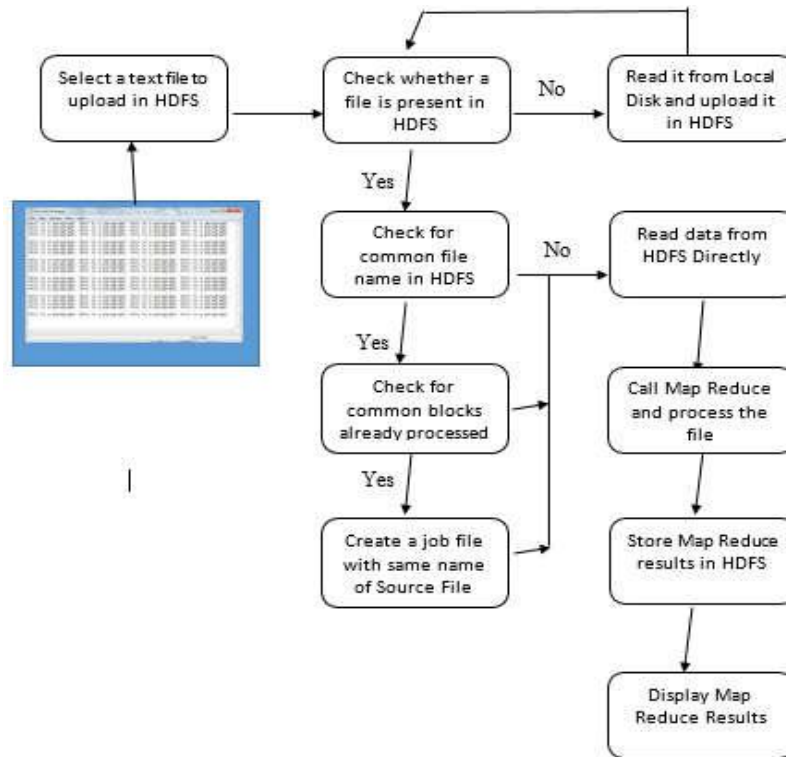 Select a text file to
upload in HDFS
Check whether a
file is present in
HDFS
No
Read it from Local
Disk and upload it
in HDFS
Yes
Check for
common file
name in HDFS
No
Read data from
HDFS Directly
Yes
Check for
common blocks
already processed
Call Map Reduce
and process the
file
Yes
Create a job file
with same name
of Source File
Store Map Reduce
results in HDFS
Display Map
Reduce Results